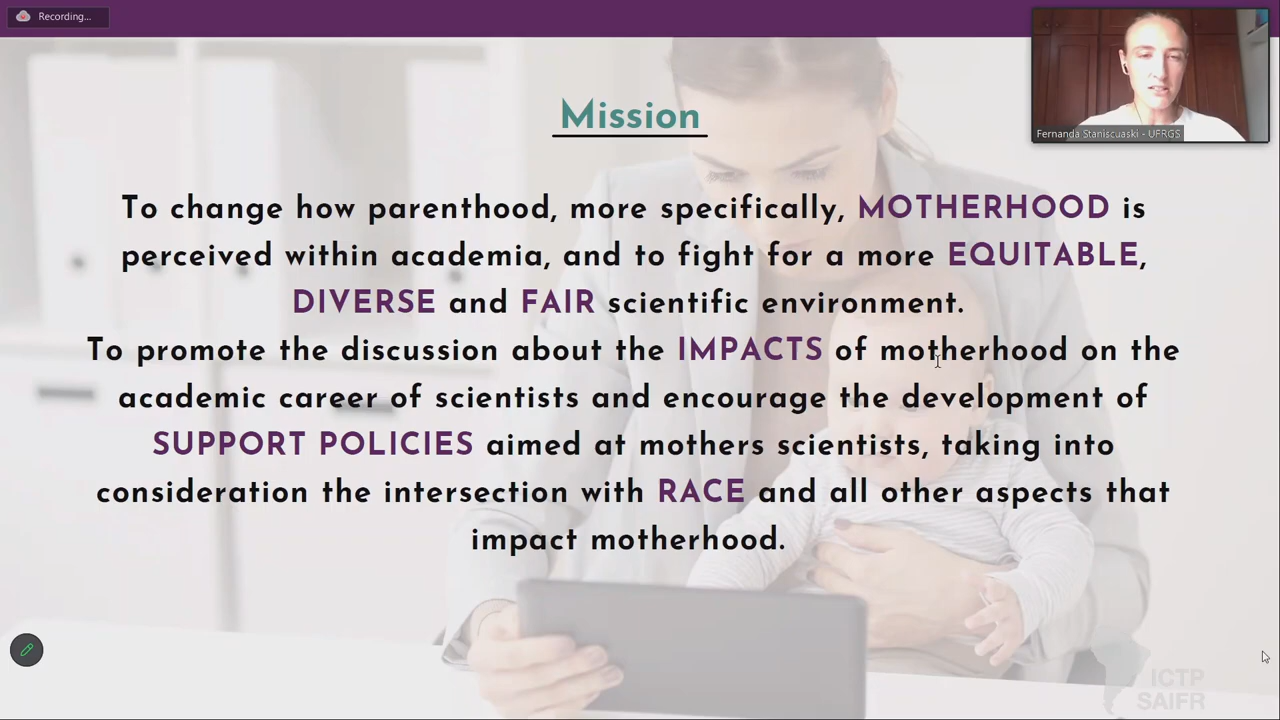 Recording...
Fernanda Staniscuaski - UFRGS
Mission
To change how parenthood, more specifically, MOTHERHOOD is
perceived within academia, and to fight for a more EQUITABLE,
DIVERSE and FAIR scientific environment.
To promote the discussion about the IMPACTS of motherhood on the
academic career of scientists and encourage the development of
SUPPORT POLICIES aimed at mothers scientists, taking into
consideration the intersection with RACE and all other aspects that
impact motherhood.
ICTP
SAIFR